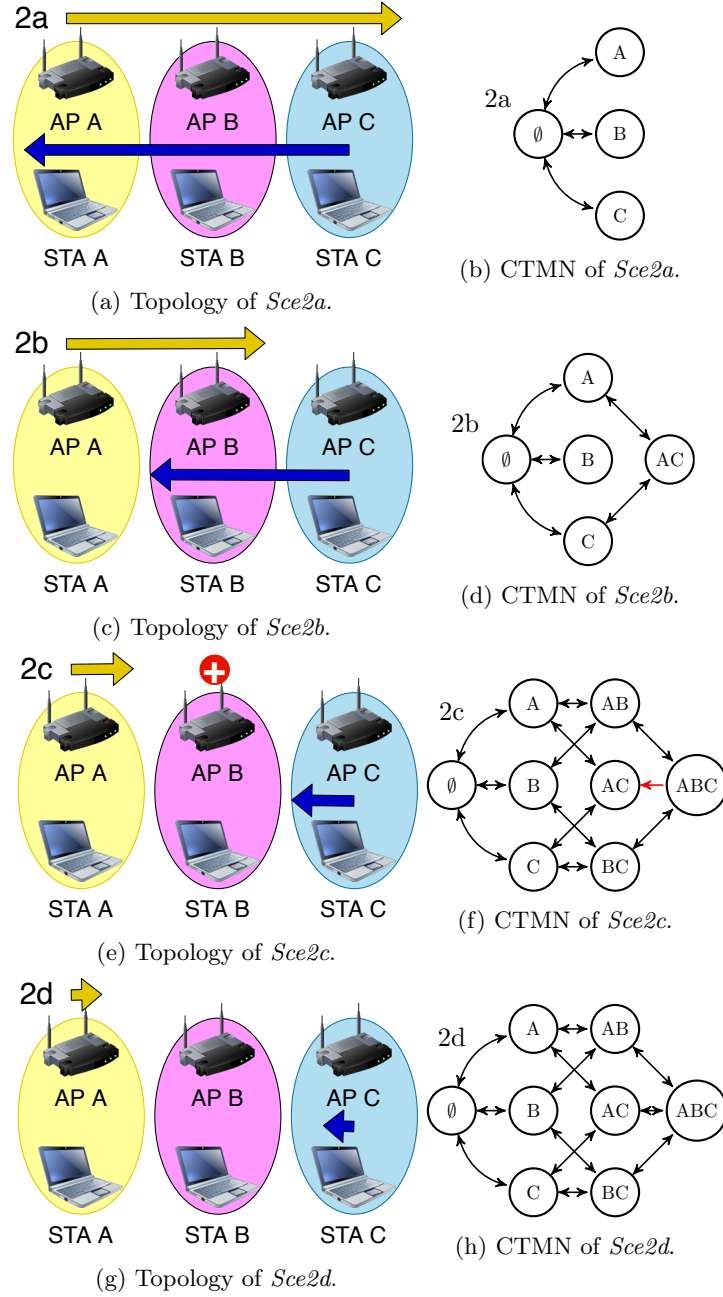 2a
AP A AP B AP C
STA A STA B STA C
(a) Topology of Sce2a.
2a
A
∅ B
C
(b) CTMN of Sce2a.
2b
AP A AP B AP C
STA A STA B STA C
(c) Topology of Sce2b.
2b
A
∅ B AC
C
(d) CTMN of Sce2b.
2c
AP A AP B AP C
STA A STA B STA C
(e) Topology of Sce2c.
2c
A AB
∅ B AC ABC
C BC
(f) CTMN of Sce2c.
2d
AP A AP B AP C
STA A STA B STA C
(g) Topology of Sce2d.
2d
A AB
∅ B AC ABC
C BC
(h) CTMN of Sce2d.